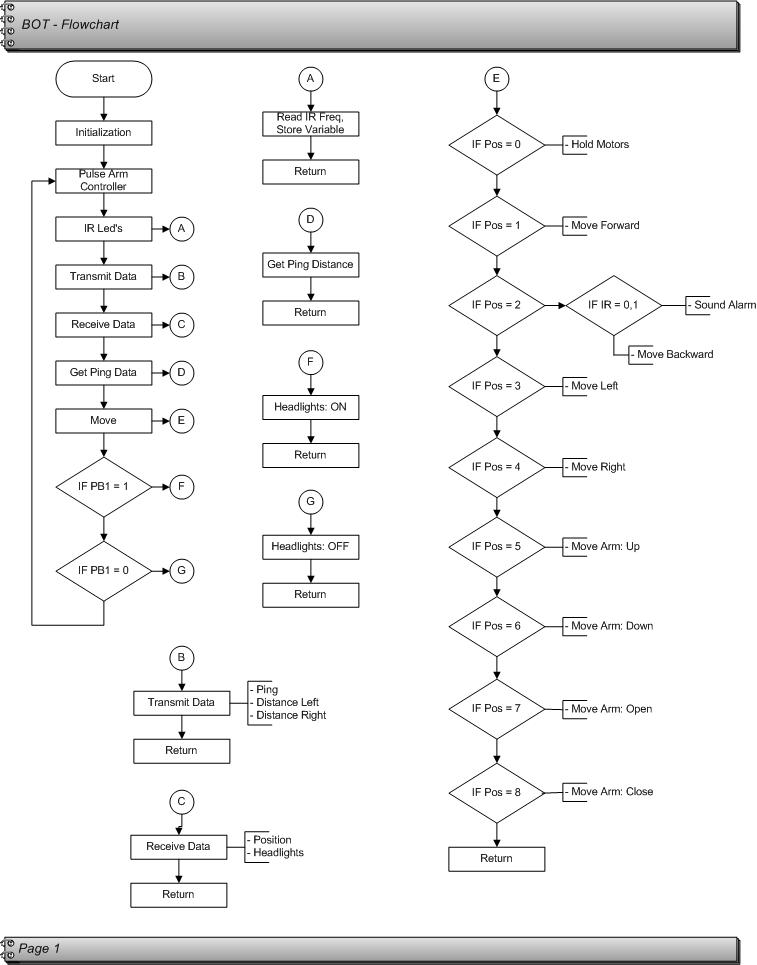 BOT - Flowchart
Start
Initialization
Pulse Arm
Controller
IR Led's
A
Transmit Data
B
Receive Data
C
Get Ping Data
D
Move
E
IF PB1 = 1
F
IF PB1 = 0
G
A
Read IR Freq,
Store Variable
Return
D
Get Ping Distance
Return
F
Headlights: ON
Return
G
Headlights: OFF
Return
B
Transmit Data
- Ping
- Distance Left
- Distance Right
Return
C
Receive Data
- Position
- Headlights
Return
E
IF Pos = 0
- Hold Motors
IF Pos = 1
- Move Forward
IF Pos = 2
IF IR = 0,1
- Sound Alarm
- Move Backward
IF Pos = 3
- Move Left
IF Pos = 4
- Move Right
IF Pos = 5
- Move Arm: Up
IF Pos = 6
- Move Arm: Down
IF Pos = 7
- Move Arm: Open
IF Pos = 8
- Move Arm: Close
Return
Page 1